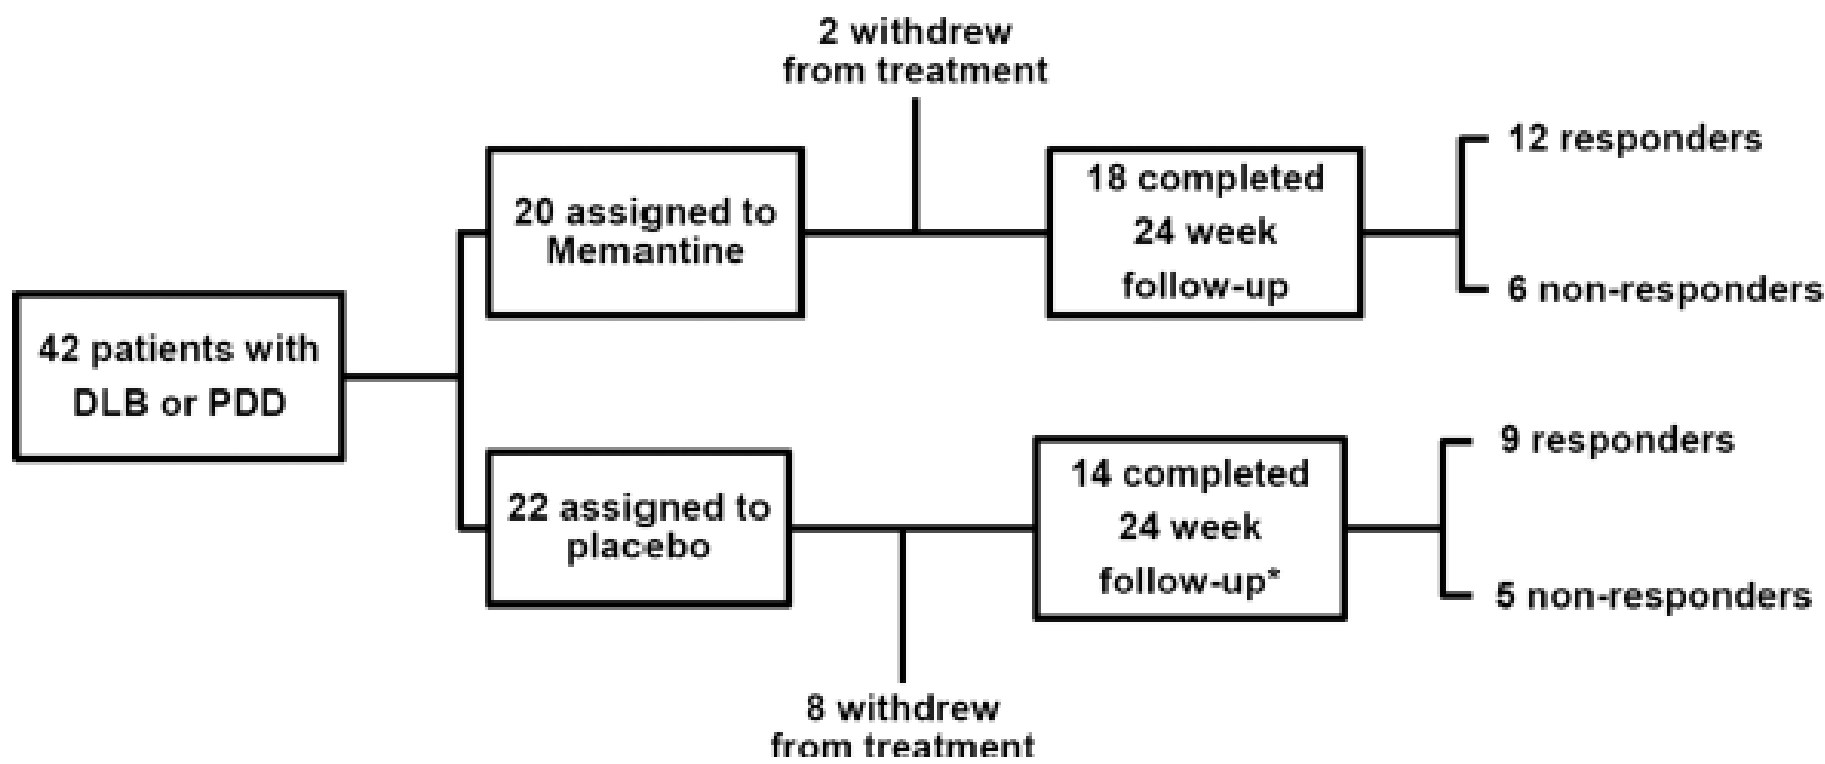 2 withdrew
from treatment
20 assigned to
Memantine
18 completed
24 week
follow-up
12 responders
6 non-responders
42 patients with
DLB or PDD
22 assigned to
placebo
14 completed
24 week
follow-up*
9 responders
5 non-responders
8 withdrew
from treatment